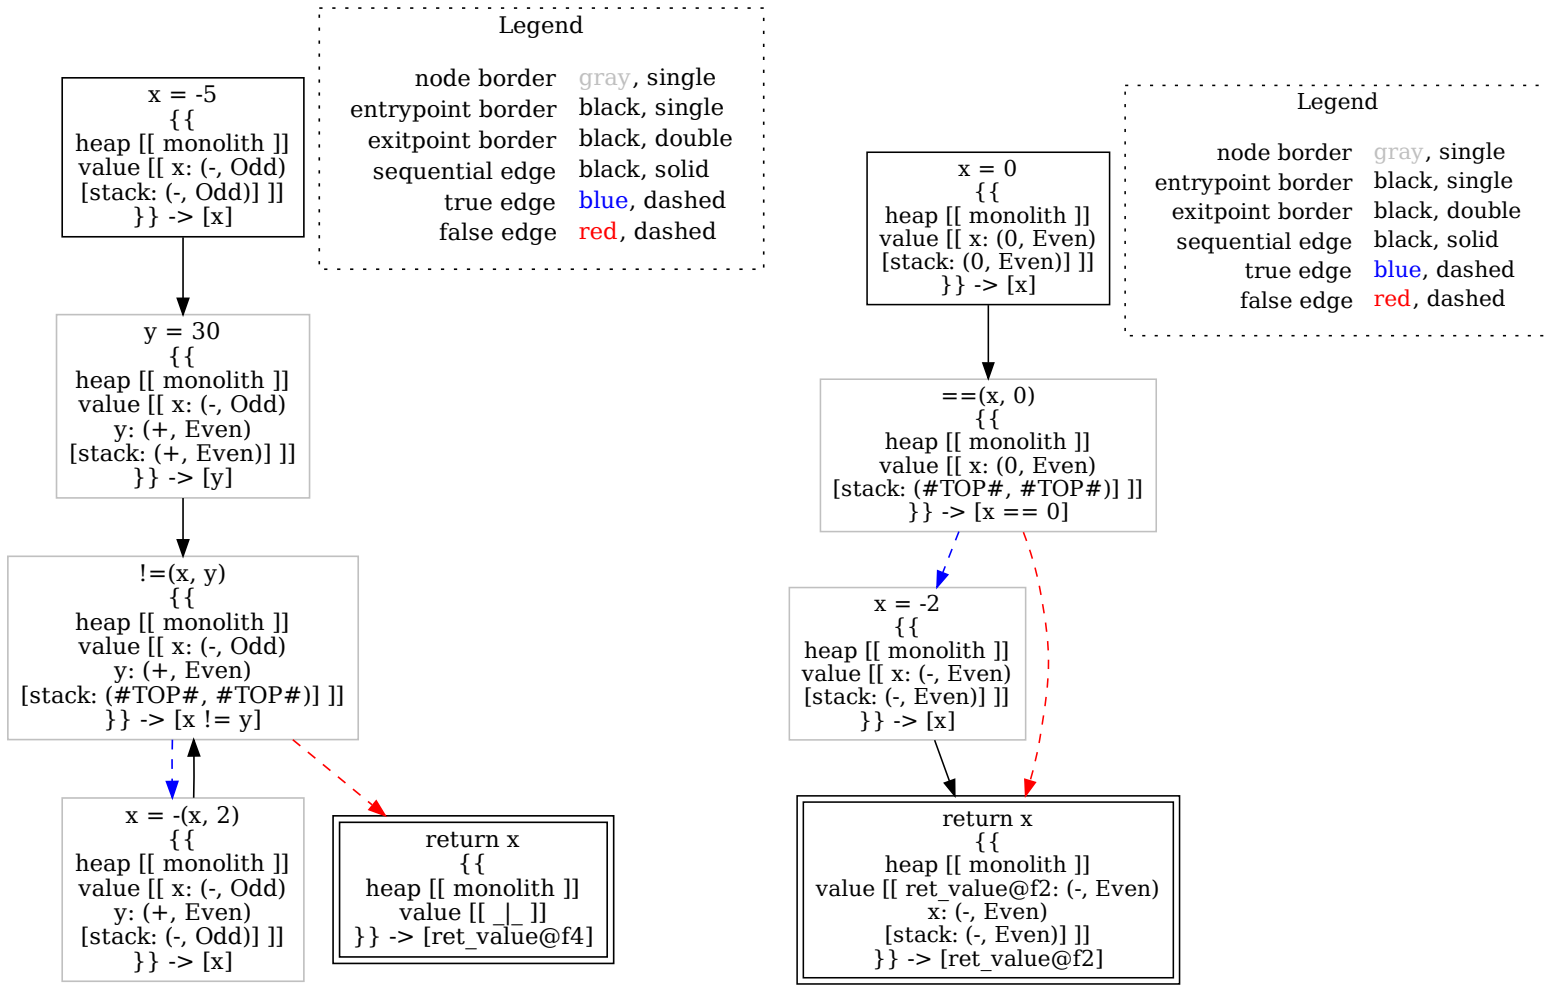 x = -5
{{
heap [[ monolith ]]
value [[ x: (-, Odd)
[stack: (-, Odd)] ]]
}} -> [x]
y = 30
{{
heap [[ monolith ]]
value [[ x: (-, Odd)
y: (+, Even)
[stack: (+, Even)] ]]
}} -> [y]
!=(x, y)
{{
heap [[ monolith ]]
value [[ x: (-, Odd)
y: (+, Even)
[stack: (#TOP#, #TOP#)] ]]
}} -> [x != y]
x = -(x, 2)
{{
heap [[ monolith ]]
value [[ x: (-, Odd)
y: (+, Even)
[stack: (-, Odd)] ]]
}} -> [x]
return x
{{
heap [[ monolith ]]
value [[ _|_ ]]
}} -> [ret_value@f4]
Legend
node border gray, single
entrypoint border black, single
exitpoint border black, double
sequential edge black, solid
true edge blue, dashed
false edge red, dashed
x = 0
{{
heap [[ monolith ]]
value [[ x: (0, Even)
[stack: (0, Even)] ]]
}} -> [x]
==(x, 0)
{{
heap [[ monolith ]]
value [[ x: (0, Even)
[stack: (#TOP#, #TOP#)] ]]
}} -> [x == 0]
x = -2
{{
heap [[ monolith ]]
value [[ x: (-, Even)
[stack: (-, Even)] ]]
}} -> [x]
return x
{{
heap [[ monolith ]]
value [[ ret_value@f2: (-, Even)
x: (-, Even)
[stack: (-, Even)] ]]
}} -> [ret_value@f2]
Legend
node border gray, single
entrypoint border black, single
exitpoint border black, double
sequential edge black, solid
true edge blue, dashed
false edge red, dashed